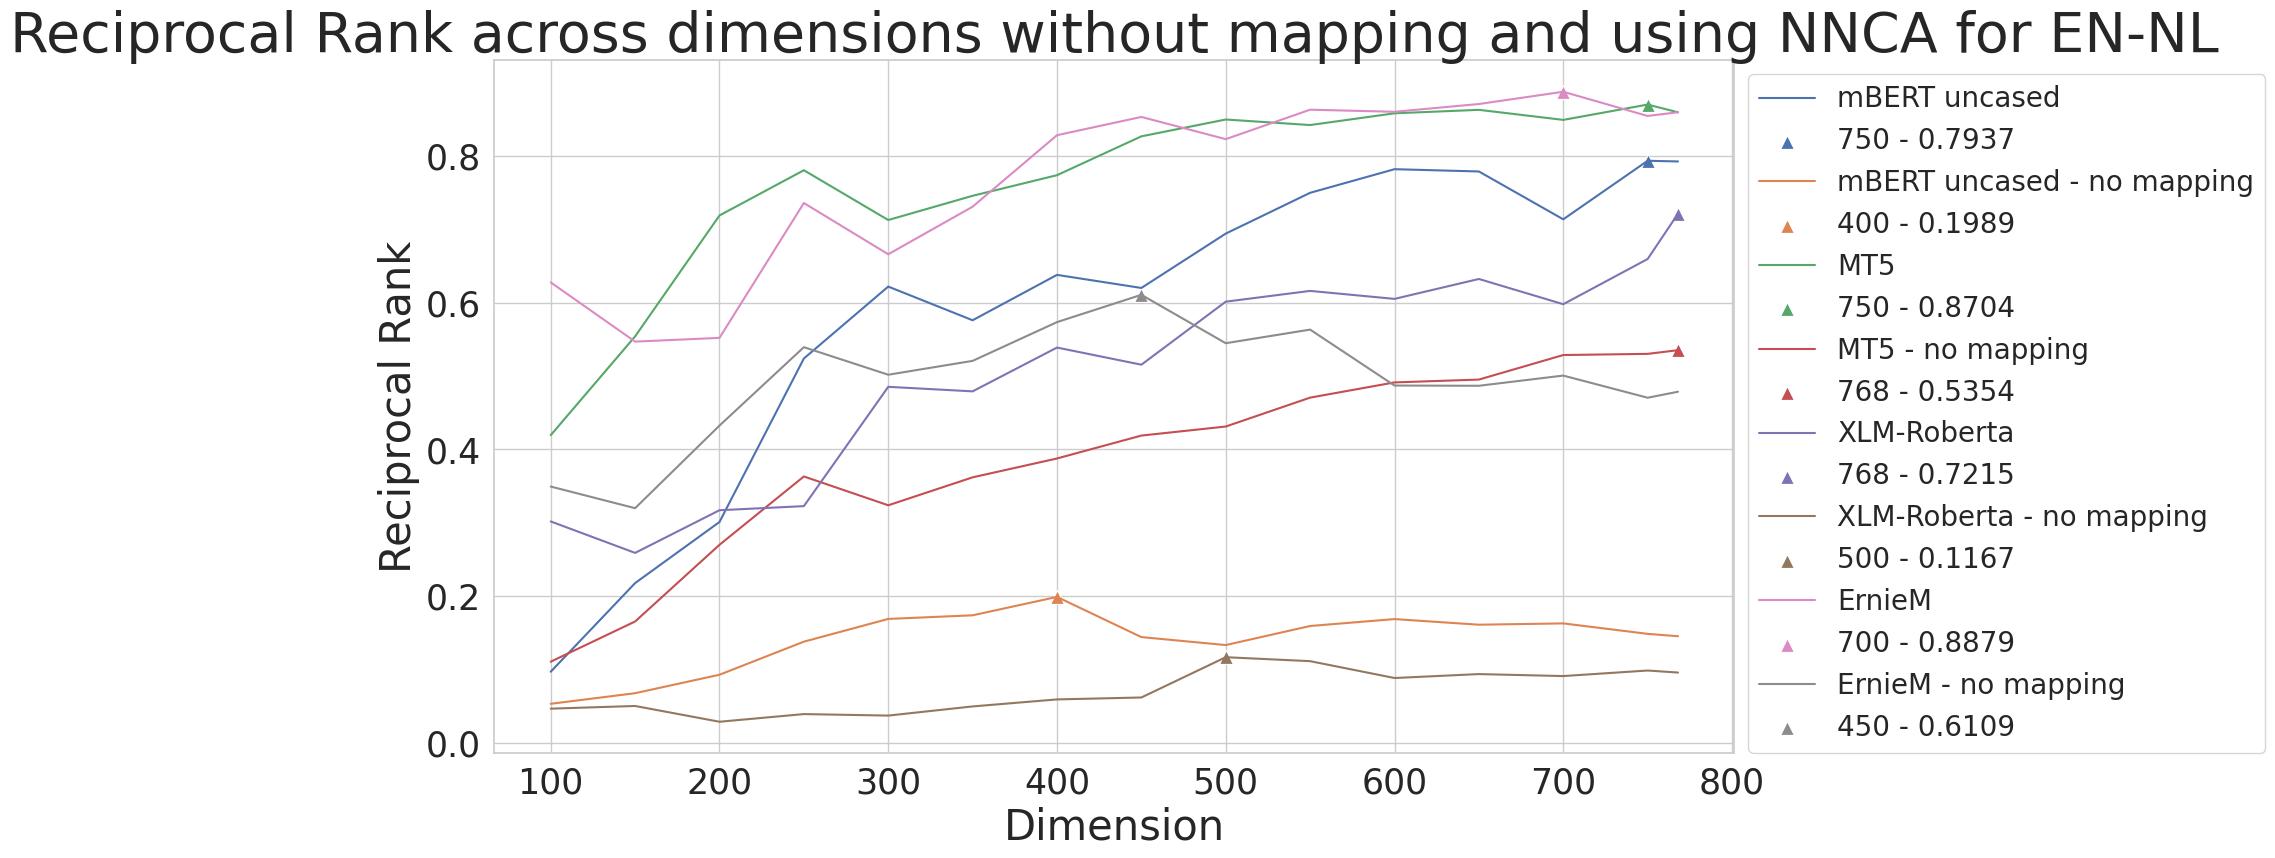 Reciprocal Rank across dimensions without mapping and using NNCA for EN-NL
Reciprocal Rank
0.8
0.6
0.4
0.2
0.0
100 200 300 400 500 600 700 800
Dimension
mBERT uncased
750 - 0.7937
mBERT uncased - no mapping
400 - 0.1989
MT5
750 - 0.8704
MT5 - no mapping
768 - 0.5354
XLM-Roberta
768 - 0.7215
XLM-Roberta - no mapping
500 - 0.1167
ErnieM
700 - 0.8879
ErnieM - no mapping
450 - 0.6109